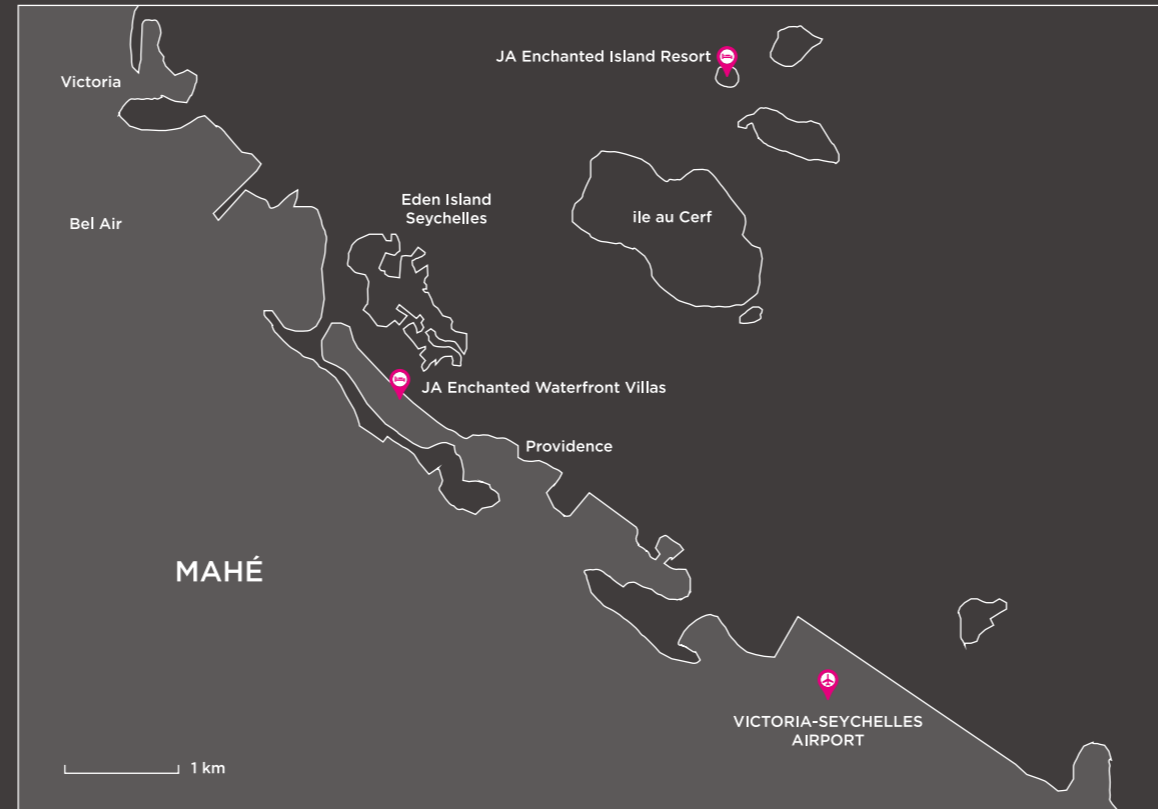 JA Enchanted Island Resort
Victoria
Eden Island
Seychelles
ile au Cerf
Bel Air
JA Enchanted Waterfront Villas
Providence
MAHÉ
VICTORIA-SEYCHELLES
AIRPORT
1 km